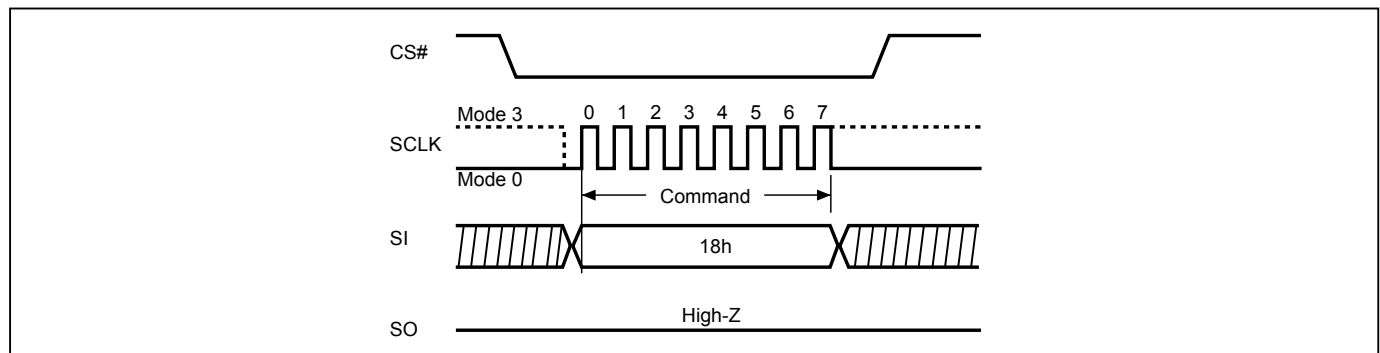 CS#
Mode 3 0 1 2 3 4 5 6 7
SCLK
Mode 0
Command
SI 18h
High-Z
SO